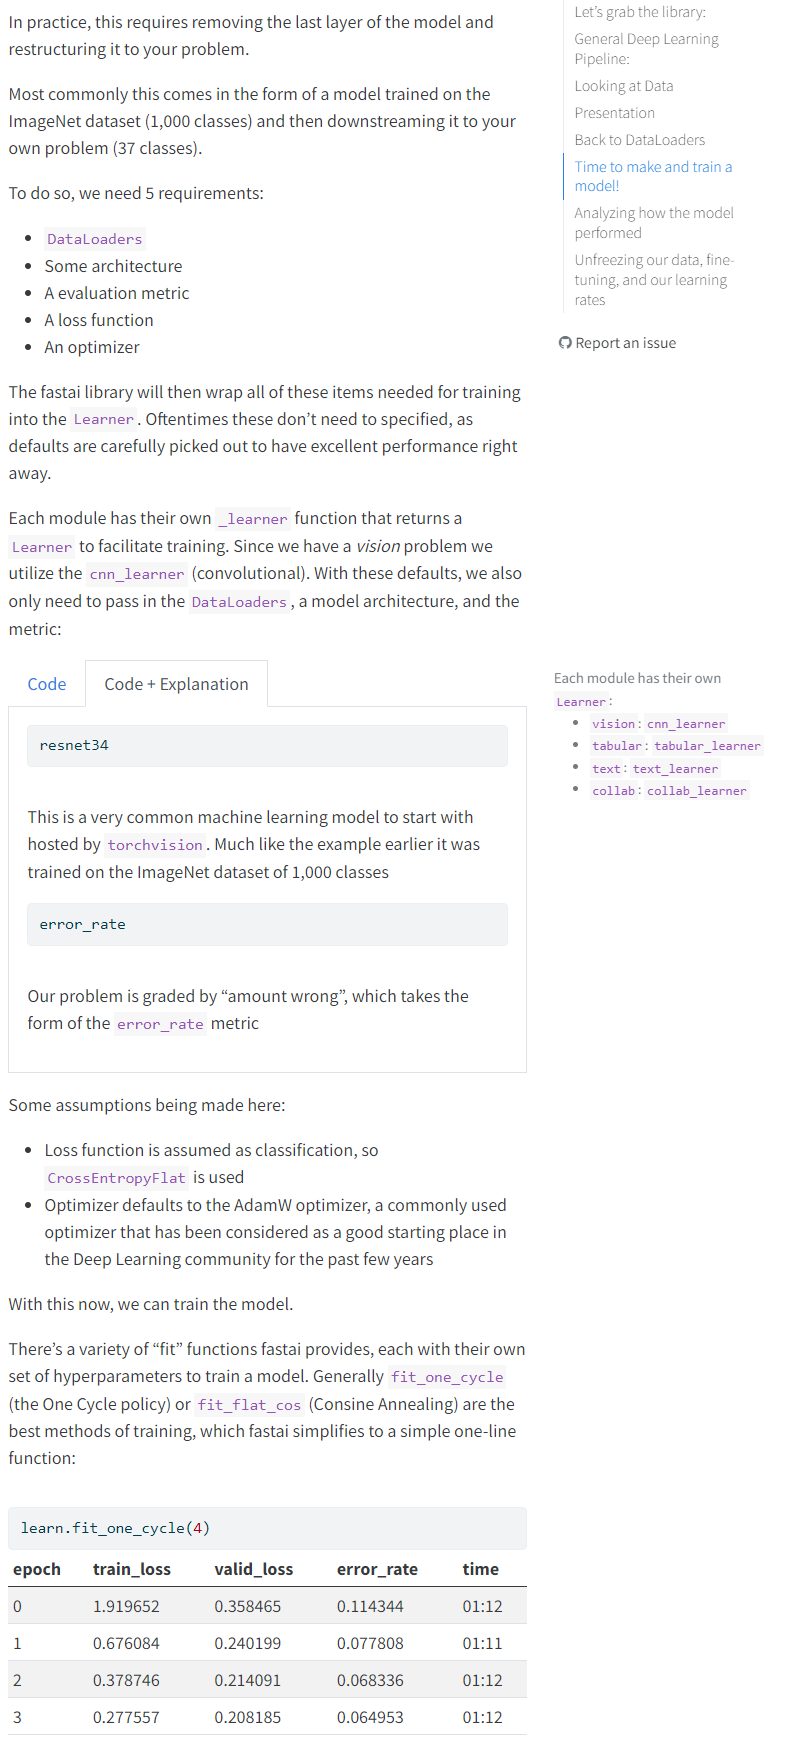 In practice, this requires removing the last layer of the model and
restructuring it to your problem.
Most commonly this comes in the form of a model trained on the
ImageNet dataset (1,000 classes) and then downstreaming it to your
own problem (37 classes).
To do so, we need 5 requirements:
• DataLoaders
• Some architecture
• A evaluation metric
• A loss function
• An optimizer
The fastai library will then wrap all of these items needed for training
into the Learner. Oftentimes these don’t need to specified, as
defaults are carefully picked out to have excellent performance right
away.
Each module has their own _learner function that returns a
Learner to facilitate training. Since we have a vision problem we
utilize the cnn_learner (convolutional). With these defaults, we also
only need to pass in the DataLoaders, a model architecture, and the
metric:
Code Code + Explanation
resnet34
This is a very common machine learning model to start with
hosted by torchvision. Much like the example earlier it was
trained on the ImageNet dataset of 1,000 classes
error_rate
Our problem is graded by “amount wrong”, which takes the
form of the error_rate metric
Some assumptions being made here:
• Loss function is assumed as classification, so
CrossEntropyFlat is used
• Optimizer defaults to the AdamW optimizer, a commonly used
optimizer that has been considered as a good starting place in
the Deep Learning community for the past few years
With this now, we can train the model.
There’s a variety of “fit” functions fastai provides, each with their own
set of hyperparameters to train a model. Generally fit_one_cycle
(the One Cycle policy) or fit_flat_cos (Consine Annealing) are the
best methods of training, which fastai simplifies to a simple one-line
function:
learn.fit_one_cycle(4)
epoch train_loss valid_loss error_rate time
0 1.919652 0.358465 0.114344 01:12
1 0.676084 0.240199 0.077808 01:11
2 0.378746 0.214091 0.068336 01:12
3 0.277557 0.208185 0.064953 01:12
Let’s grab the library:
General Deep Learning
Pipeline:
Looking at Data
Presentation
Back to DataLoaders
Time to make and train a
model!
Analyzing how the model
performed
Unfreezing our data, fine-
tuning, and our learning
rates
Report an issue
Each module has their own
Learner:
• vision: cnn_learner
• tabular: tabular_learner
• text: text_learner
• collab: collab_learner